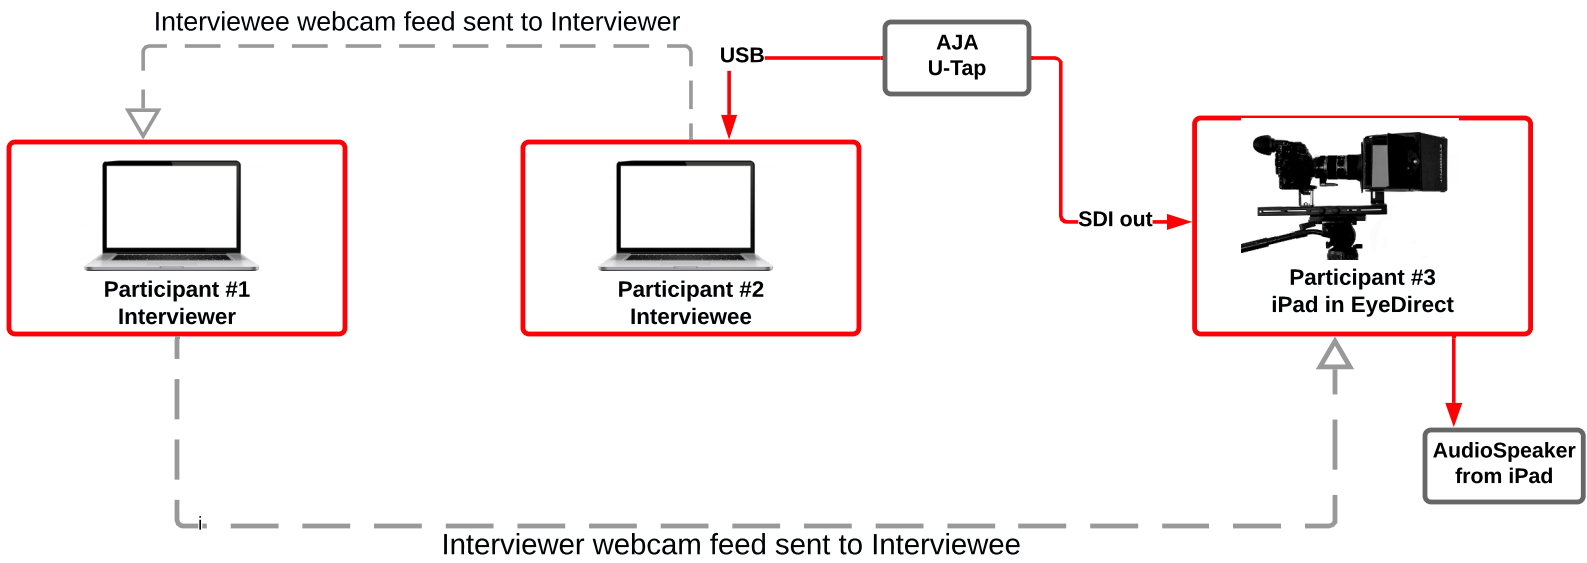 Interviewee webcam feed sent to Interviewer
USB
AJA
U-Tap
SDI out
Participant #1
Interviewer
Participant #2
Interviewee
Participant #3
iPad in EyeDirect
AudioSpeaker
from iPad
i
Interviewer webcam feed sent to Interviewee